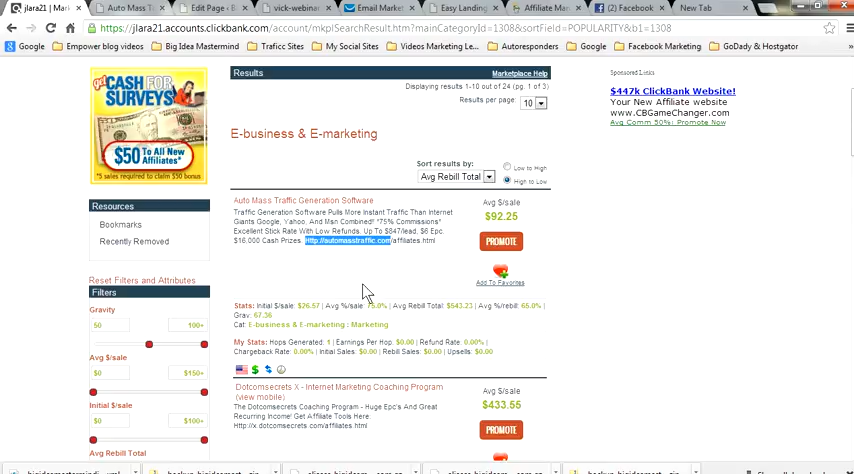 jlara21 | Mark
Auto Mass T
Edit Page ‹ B
vick-webinar
Email Market
Easy Landing
Affiliate Man
(2) Facebook
New Tab
https://jlara21.accounts.clickbank.com/account/mkplSearchResult.htm?mainCategoryId=1308&sortField=POPULARITY&b1=1308
Google
Empower blog videos
Big Idea Mastermind
Trafficc Sites
My Social Sites
Videos Marketing Le...
Autoresponders
Google
Facebook Marketing
GoDady & Hostgator
get CASH FOR SURVEYS
$50 To All New Affiliates*
*5 sales required to claim $50 bonus
Resources
Bookmarks
Recently Removed
Reset Filters and Attributes
Filters
Gravity
50 100+
Avg $/sale
$0 $150+
Initial $/sale
$0 $100+
Avg Rebill Total
Results Marketplace Help
Displaying results 1-10 out of 24 (pg. 1 of 3)
Results per page: 10
E-business & E-marketing
Sort results by:
Avg Rebill Total
Low to High
High to Low
Auto Mass Traffic Generation Software
Traffic Generation Software Pulls More Instant Traffic Than Internet
Giants Google, Yahoo, And Msn Combined! *75% Commissions*
Excellent Stick Rate With Low Refunds. Up To $847/lead, $6 Epc.
$16,000 Cash Prizes. Http://automasstraffic.com/affiliates.html
Avg $/sale
$92.25
PROMOTE
Add To Favorites
Stats: Initial $/sale: $26.57 | Avg %/sale: 75.0% | Avg Rebill Total: $543.23 | Avg %/rebill: 65.0% |
Grav: 67.36
Cat: E-business & E-marketing : Marketing
My Stats: Hops Generated: 1 | Earnings Per Hop: $0.00 | Refund Rate: 0.00% |
Chargeback Rate: 0.00% | Initial Sales: $0.00 | Rebill Sales: $0.00 | Upsells: $0.00
Dotcomsecrets X - Internet Marketing Coaching Program
(view mobile)
The Dotcomsecrets Coaching Program - Huge Epc's And Great
Recurring Income! Get Affiliate Tools Here:
Http://x.dotcomsecrets.com/affiliates.html
Avg $/sale
$433.55
PROMOTE
Sponsored Links
$447k ClickBank Website!
Your New Affiliate website
www.CBGameChanger.com
Avg Comm 50%: Promote Now